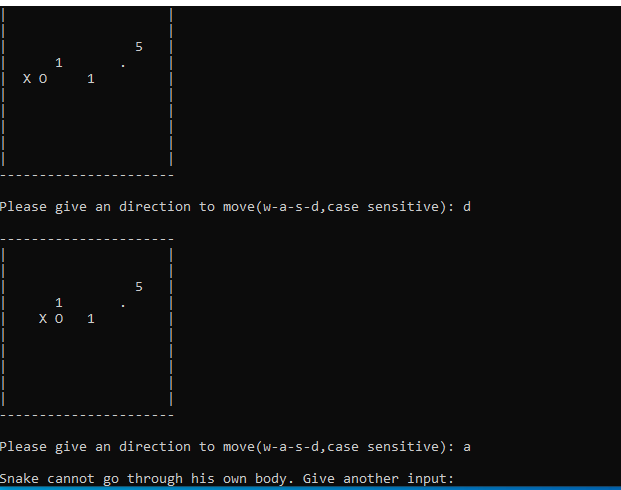 |                    |
|                    |
|                5   |
|      1       .     |
|  X O     1         |
|                    |
|                    |
|                    |
|                    |
|                    |
----------------------
Please give an direction to move(w-a-s-d,case sensitive): d
----------------------
|                    |
|                    |
|                5   |
|      1       .     |
|    X O   1         |
|                    |
|                    |
|                    |
|                    |
|                    |
----------------------
Please give an direction to move(w-a-s-d,case sensitive): a
Snake cannot go through his own body. Give another input: